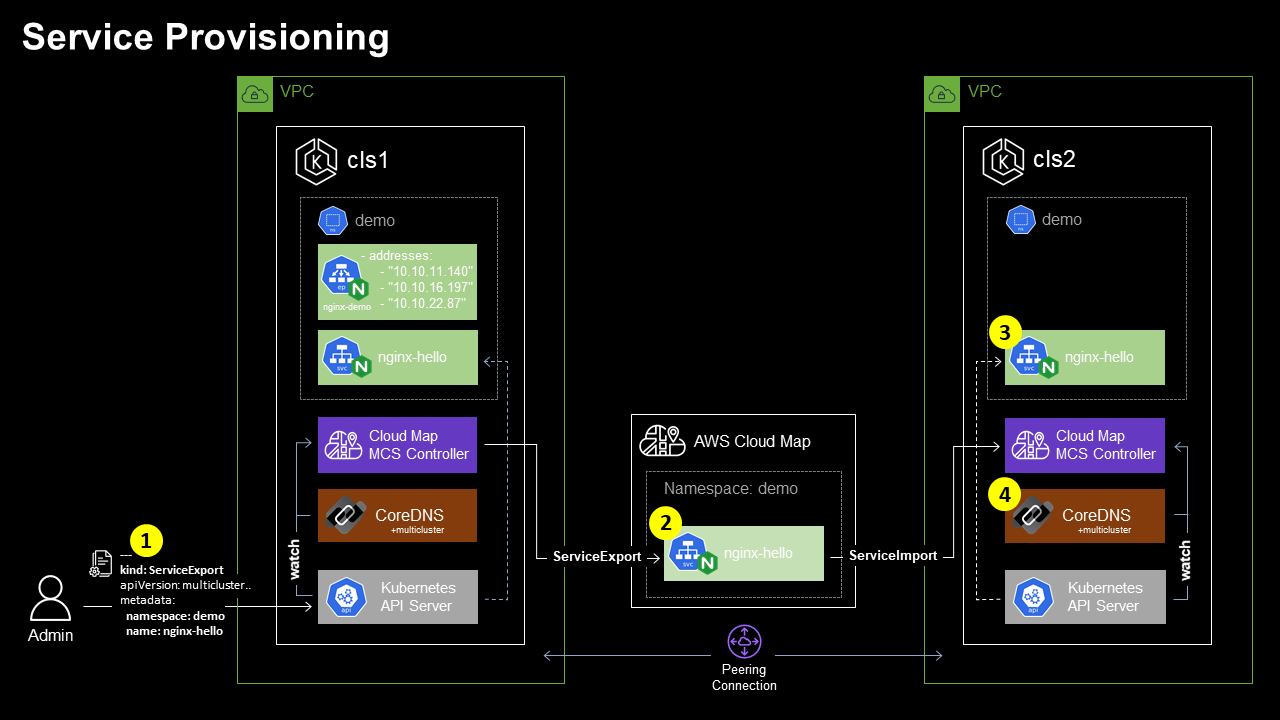 Service Provisioning
VPC
cls1
demo
- addresses:
- "10.10.11.140"
- "10.10.16.197"
- "10.10.22.87"
ep
nginx-demo
svc
nginx-hello
Cloud Map
MCS Controller
CoreDNS
+multicluster
watch
Kubernetes
API Server
api
1
---
kind: ServiceExport
apiVersion: multicluster..
metadata:
namespace: demo
name: nginx-hello
Admin
ServiceExport
AWS Cloud Map
Namespace: demo
2
svc
nginx-hello
ServiceImport
Peering
Connection
VPC
cls2
demo
3
svc
nginx-hello
Cloud Map
MCS Controller
4
CoreDNS
+multicluster
watch
Kubernetes
API Server
api